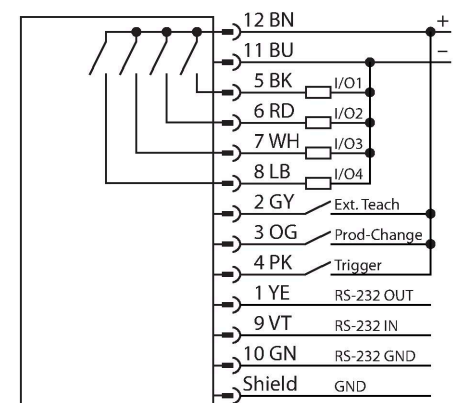 12 BN +
11 BU −
5 BK I/O1
6 RD I/O2
7 WH I/O3
8 LB I/O4
2 GY Ext. Teach
3 OG Prod-Change
4 PK Trigger
1 YE RS-232 OUT
9 VT RS-232 IN
10 GN RS-232 GND
Shield GND